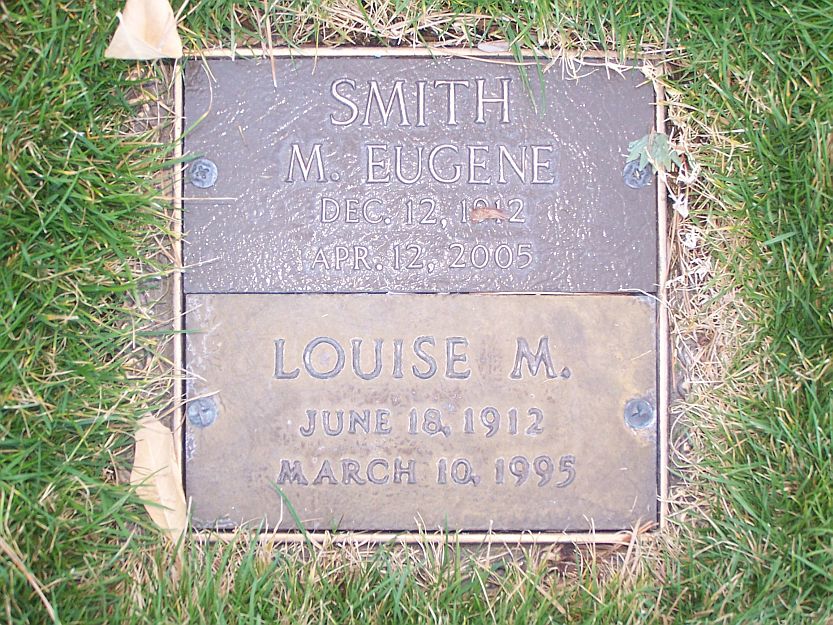 SMITH
M. EUGENE
DEC. 12, 1912
APR. 12, 2005
LOUISE M.
JUNE 18, 1912
MARCH 10, 1995